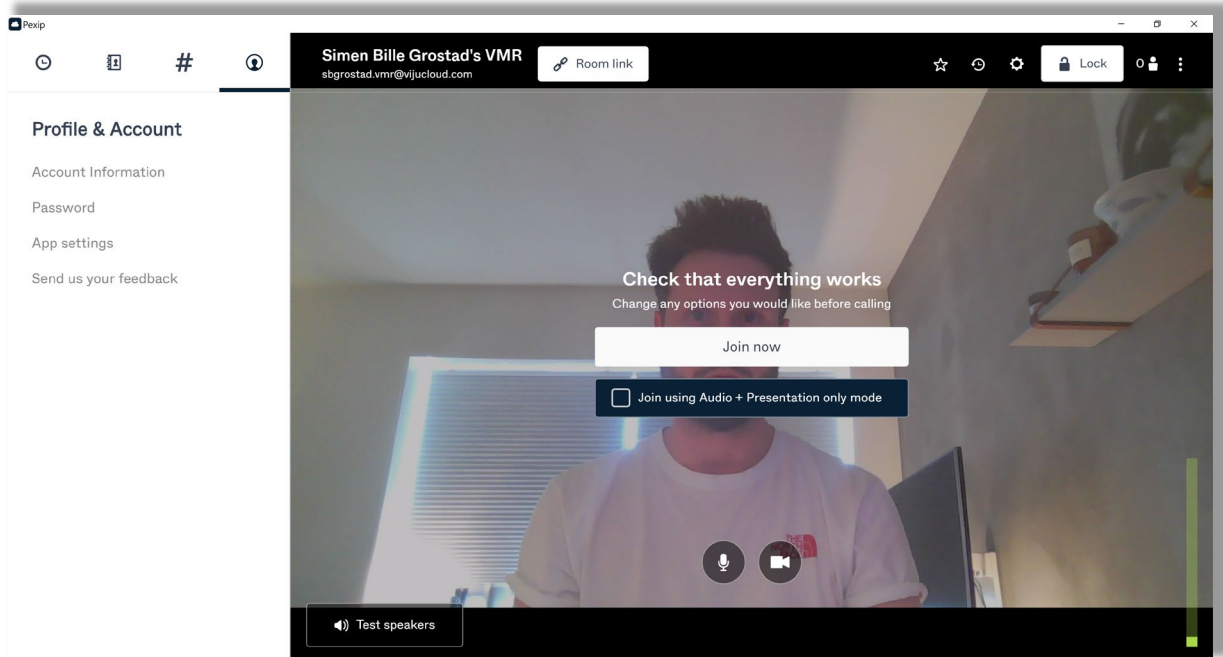 Pexip
#
Simen Bille Grostad's VMR
sbgrostad.vmr@vijucloud.com
Room link
Lock
0
Profile & Account
Account Information
Password
App settings
Send us your feedback
Check that everything works
Change any options you would like before calling
Join now
Join using Audio + Presentation only mode
THE
Test speakers